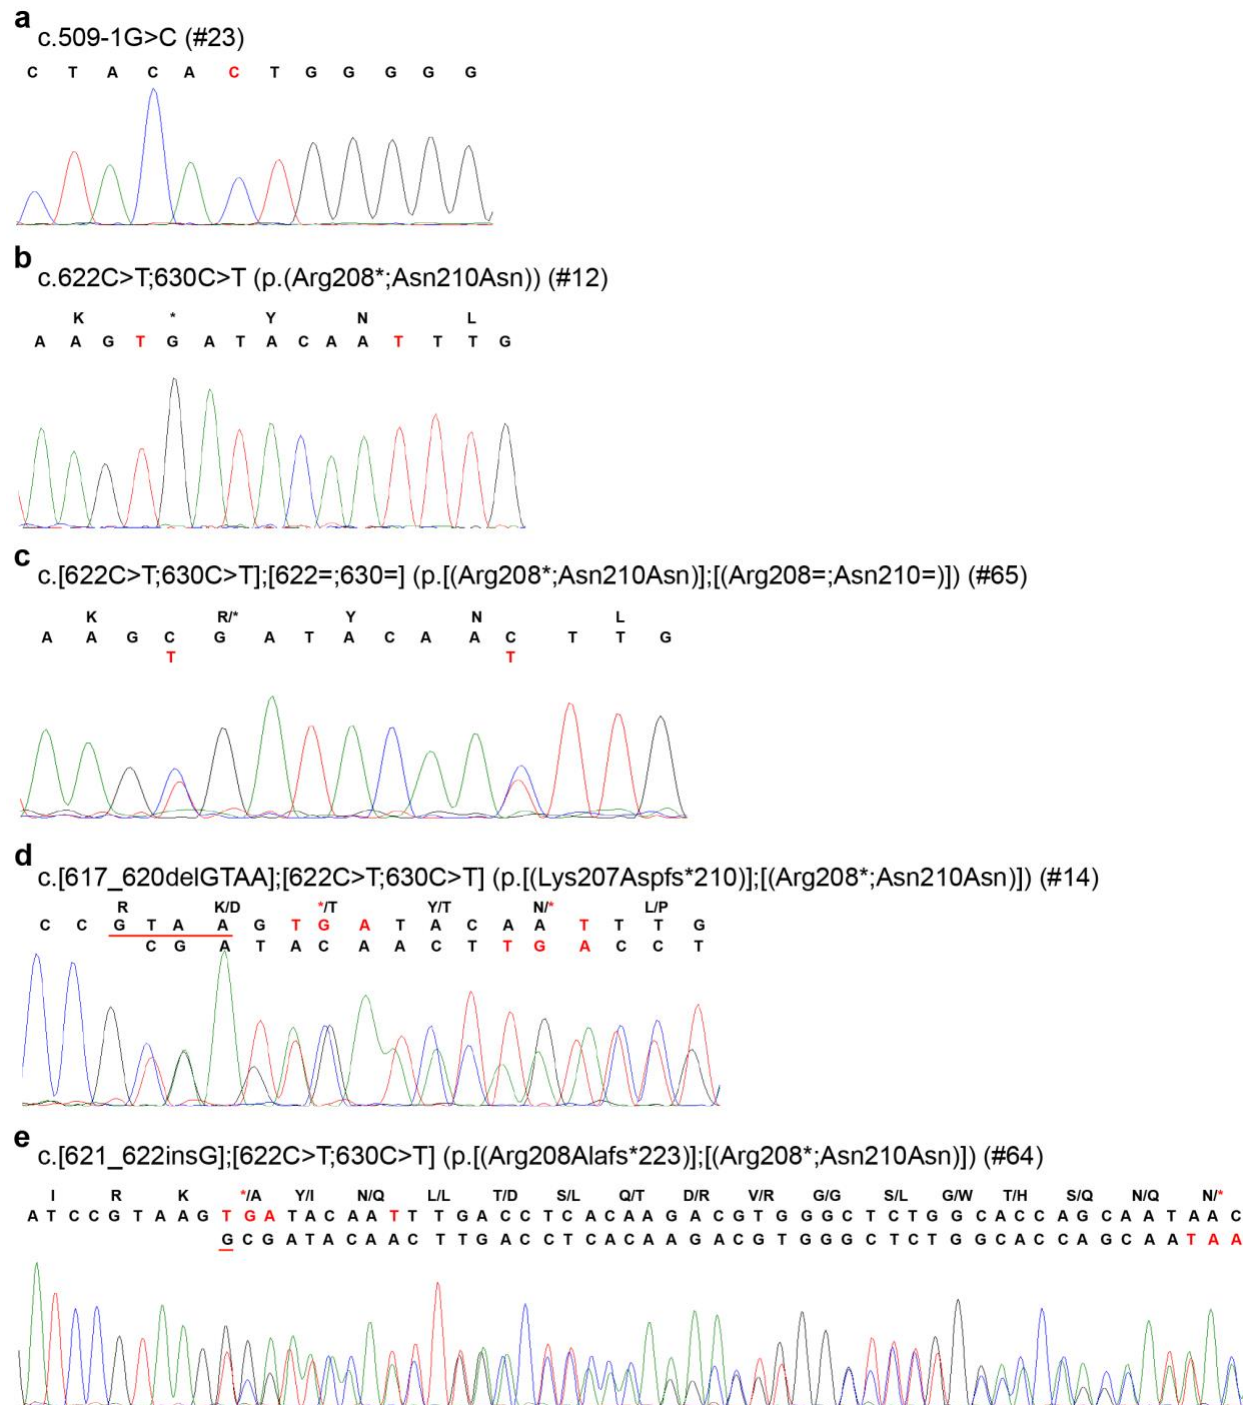 a
c.509-1G>C (#23)
C T A C A C T G G G G G
b
c.622C>T;630C>T (p.(Arg208*;Asn210Asn)) (#12)
K * Y N L
A A G T G A T A C A A T T T G
c
c.[622C>T;630C>T];[622=;630=] (p.[(Arg208*;Asn210Asn)];[(Arg208=;Asn210=)]) (#65)
K R/* Y N L
A A G C G A T A C A A C T T G
T T
d
c.[617_620delGTAA];[622C>T;630C>T] (p.[(Lys207Aspfs*210)];[(Arg208*;Asn210Asn)]) (#14)
R K/D */T Y/T N/* L/P
C C G T A A G T G A T A C A A T T T G
C G A T A C A A C T T G A C C T
e
c.[621_622insG];[622C>T;630C>T] (p.[(Arg208Alafs*223)];[(Arg208*;Asn210Asn)]) (#64)
I R K */A Y/I N/Q L/L T/D S/L Q/T D/R V/R G/G S/L G/W T/H S/Q N/Q N/*
A T C C G T A A G T G A T A C A A T T T G A C C T C A C A A G A C G T G G G C T C T G G C A C C A G C A A T A A C
G C G A T A C A A C T T G A C C T C A C A A G A C G T G G G C T C T G G C A C C A G C A A T A A